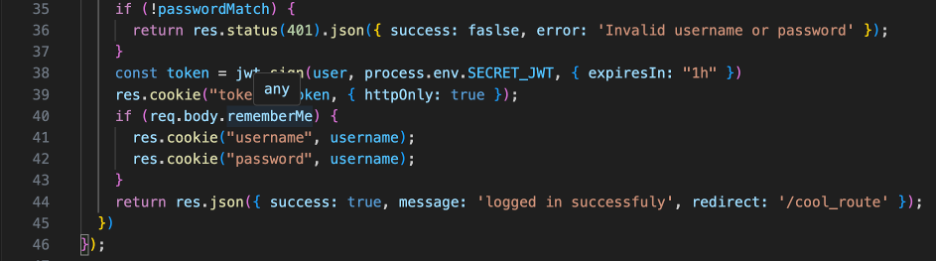 35 if (!passwordMatch) {
36 return res.status(401).json({ success: faslse, error: 'Invalid username or password' });
37 }
38 const token = jwt.sign(user, process.env.SECRET_JWT, { expiresIn: "1h" })
any
39 res.cookie("toke oken, { httpOnly: true });
40 if (req.body.rememberMe) {
41 res.cookie("username", username);
42 res.cookie("password", username);
43 }
44 return res.json({ success: true, message: 'logged in successfuly', redirect: '/cool_route' });
45 })
46 });